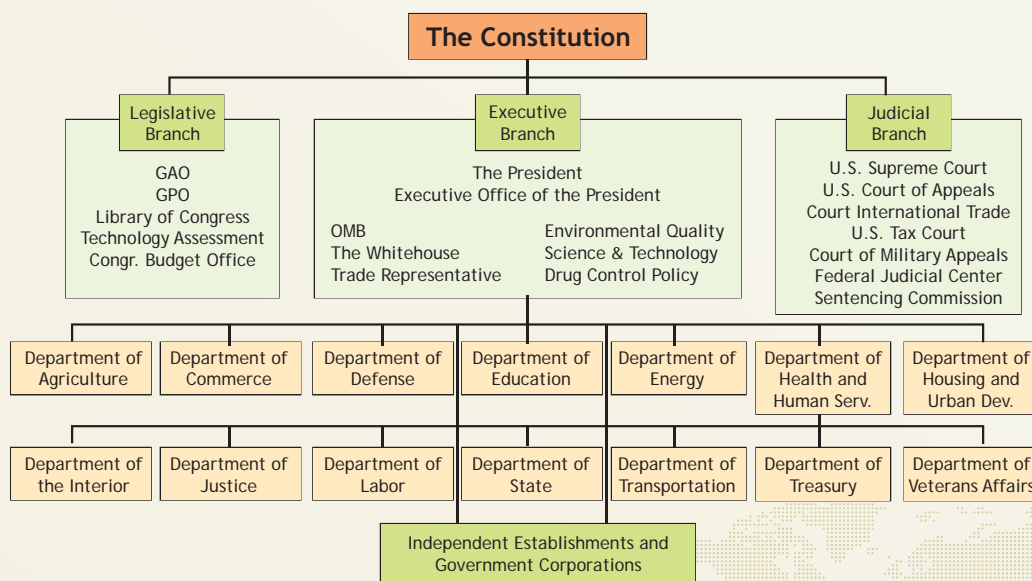 The Constitution
Legislative
Branch
GAO
GPO
Library of Congress
Technology Assessment
Congr. Budget Office
Executive
Branch
The President
Executive Office of the President
OMB
The Whitehouse
Trade Representative
Environmental Quality
Science & Technology
Drug Control Policy
Judicial
Branch
U.S. Supreme Court
U.S. Court of Appeals
Court International Trade
U.S. Tax Court
Court of Military Appeals
Federal Judicial Center
Sentencing Commission
Department of
Agriculture
Department of
Commerce
Department of
Defense
Department of
Education
Department of
Energy
Department of
Health and
Human Serv.
Department of
Housing and
Urban Dev.
Department of
the Interior
Department of
Justice
Department of
Labor
Department of
State
Department of
Transportation
Department of
Treasury
Department of
Veterans Affairs
Independent Establishments and
Government Corporations